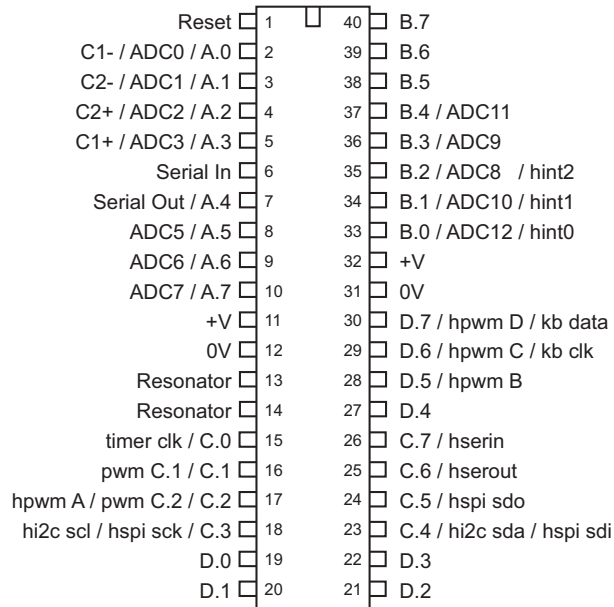 Reset 1 40 B.7
C1- / ADC0 / A.0 2 39 B.6
C2- / ADC1 / A.1 3 38 B.5
C2+ / ADC2 / A.2 4 37 B.4 / ADC11
C1+ / ADC3 / A.3 5 36 B.3 / ADC9
Serial In 6 35 B.2 / ADC8 / hint2
Serial Out / A.4 7 34 B.1 / ADC10 / hint1
ADC5 / A.5 8 33 B.0 / ADC12 / hint0
ADC6 / A.6 9 32 +V
ADC7 / A.7 10 31 0V
+V 11 30 D.7 / hpwm D / kb data
0V 12 29 D.6 / hpwm C / kb clk
Resonator 13 28 D.5 / hpwm B
Resonator 14 27 D.4
timer clk / C.0 15 26 C.7 / hserin
pwm C.1 / C.1 16 25 C.6 / hserout
hpwm A / pwm C.2 / C.2 17 24 C.5 / hspi sdo
hi2c scl / hspi sck / C.3 18 23 C.4 / hi2c sda / hspi sdi
D.0 19 22 D.3
D.1 20 21 D.2